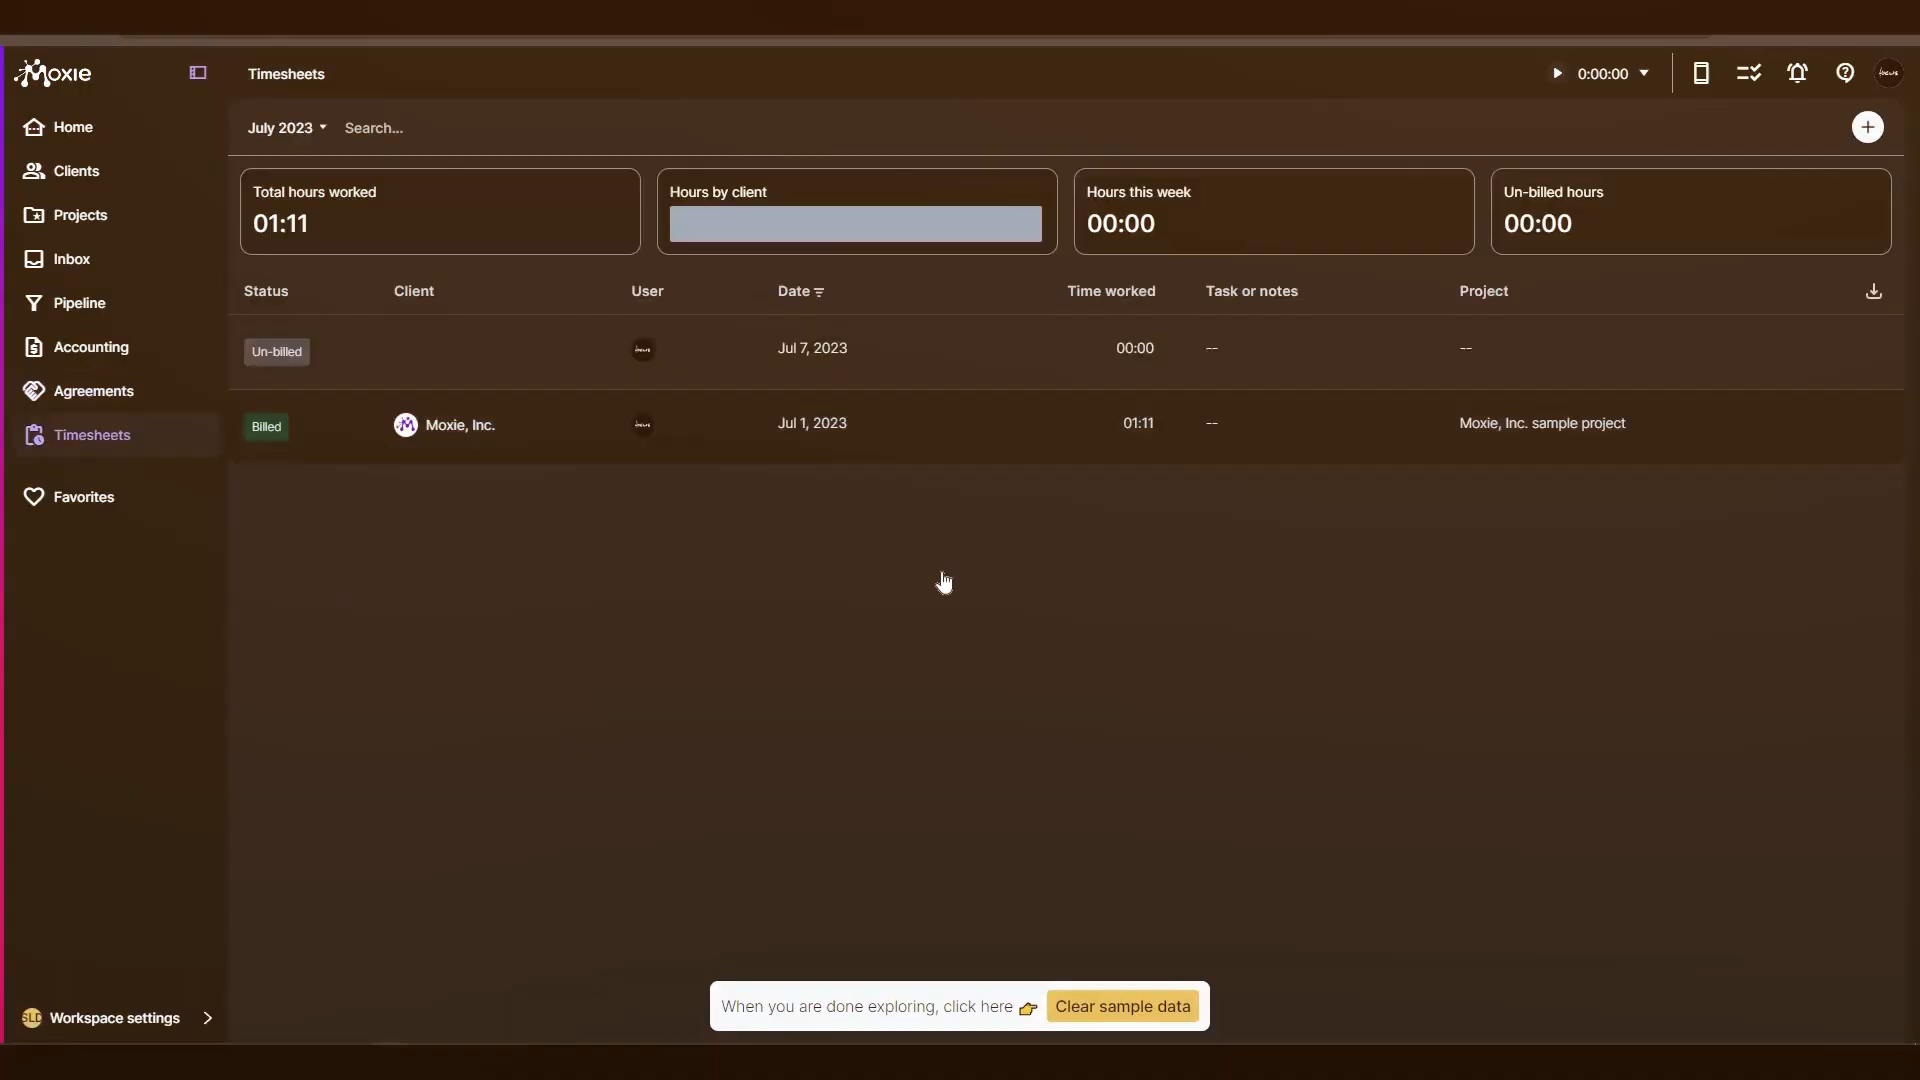 Moxie
Timesheets
0:00:00
Home
Clients
Projects
Inbox
Pipeline
Accounting
Agreements
Timesheets
Favorites
Workspace settings
July 2023
Search...
Total hours worked
01:11
Hours by client
Hours this week
00:00
Un-billed hours
00:00
Status Client User Date Time worked Task or notes Project
Un-billed Jul 7, 2023 00:00 -- --
Billed Moxie, Inc. Jul 1, 2023 01:11 -- Moxie, Inc. sample project
When you are done exploring, click here Clear sample data